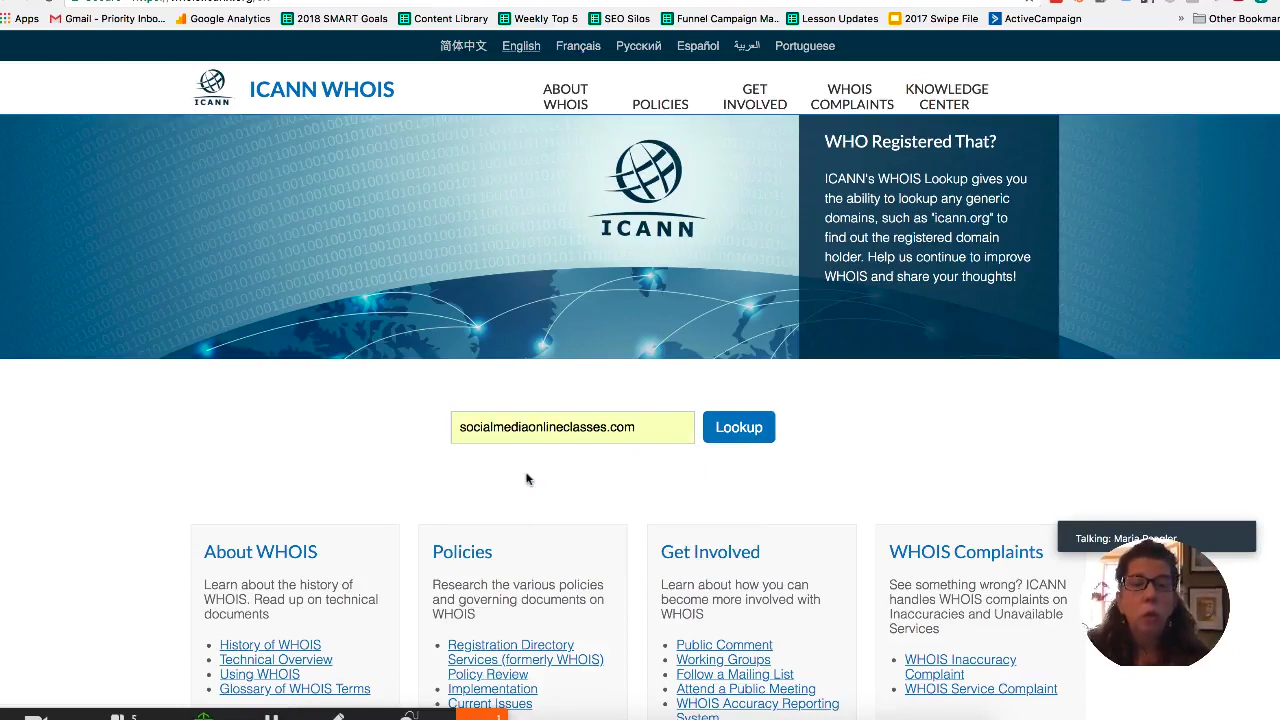 Apps Gmail - Priority Inbo... Google Analytics 2018 SMART Goals Content Library Weekly Top 5 SEO Silos Funnel Campaign Ma.. Lesson Updates 2017 Swipe File ActiveCampaign » Other Bookmar
简体中文 English Français Русский Español العربية Portuguese
ICANN
ICANN WHOIS
ABOUT
WHOIS
POLICIES
GET
INVOLVED
WHOIS
COMPLAINTS
KNOWLEDGE
CENTER
ICANN
WHO Registered That?
ICANN's WHOIS Lookup gives you
the ability to lookup any generic
domains, such as "icann.org" to
find out the registered domain
holder. Help us continue to improve
WHOIS and share your thoughts!
socialmediaonlineclasses.com Lookup
About WHOIS
Learn about the history of
WHOIS. Read up on technical
documents
• History of WHOIS
• Technical Overview
• Using WHOIS
• Glossary of WHOIS Terms
Policies
Research the various policies
and governing documents on
WHOIS
• Registration Directory
Services (formerly WHOIS)
Policy Review
• Implementation
• Current Issues
Get Involved
Learn about how you can
become more involved with
WHOIS
• Public Comment
• Working Groups
• Follow a Mailing List
• Attend a Public Meeting
• WHOIS Accuracy Reporting
System
WHOIS Complaints
See something wrong? ICANN
handles WHOIS complaints on
Inaccuracies and Unavailable
Services
• WHOIS Inaccuracy
Complaint
• WHOIS Service Complaint
Talking: Maria
5
1